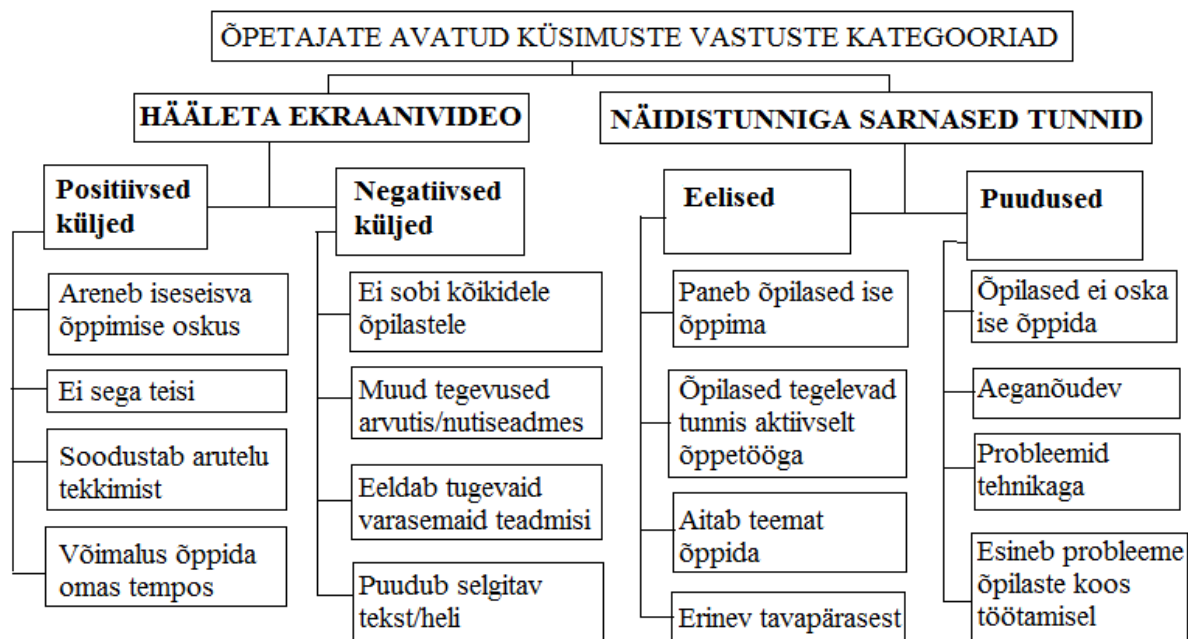 ÕPETAJATE AVATUD KÜSIMUSTE VASTUSTE KATEGOORIAD
HÄÄLETA EKRAANIVIDEO
Positiivsed
küljed
Areneb iseseisva
õppimise oskus
Ei sega teisi
Soodustab arutelu
tekkimist
Võimalus õppida
omas tempos
Negatiivsed
küljed
Ei sobi kõikidele
õpilastele
Muud tegevused
arvutis/nutiseadmes
Eeldab tugevaid
varasemaid teadmisi
Puudub selgitav
tekst/heli
NÄIDISTUNNIGA SARNASED TUNNID
Eelised
Paneb õpilased ise
õppima
Õpilased tegelevad
tunnis aktiivselt
õppetööga
Aitab teemat
õppida
Erinev tavapärasest
Puudused
Õpilased ei oska
ise õppida
Aeganõudev
Probleemid
tehnikaga
Esineb probleeme
õpilaste koos
töötamisel